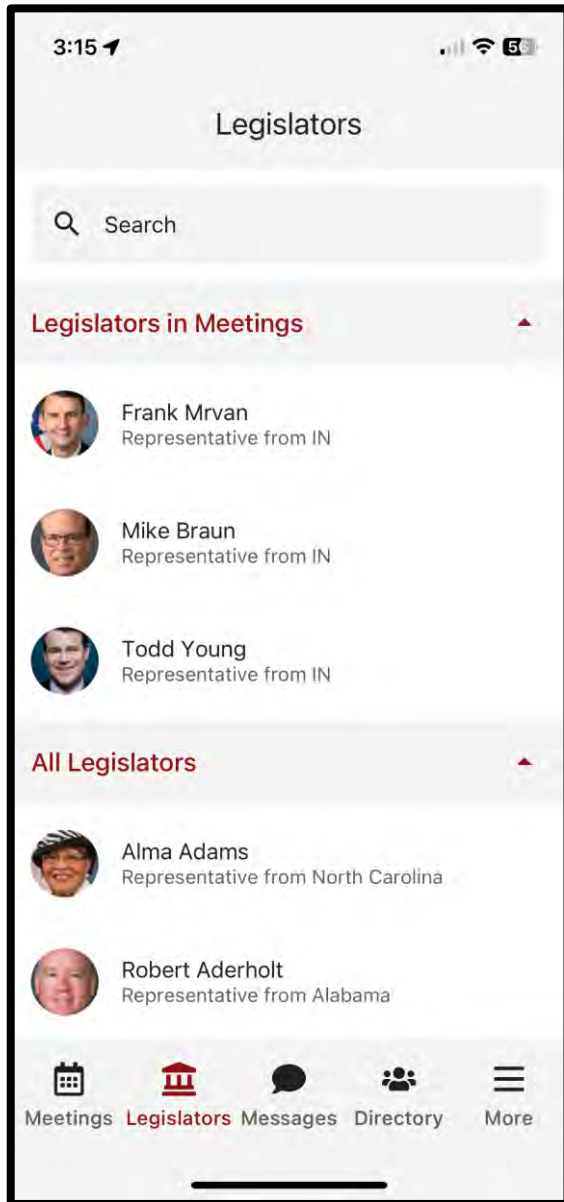 3:15
56
Legislators
Search
Legislators in Meetings
Frank Mrvan
Representative from IN
Mike Braun
Representative from IN
Todd Young
Representative from IN
All Legislators
Alma Adams
Representative from North Carolina
Robert Aderholt
Representative from Alabama
Meetings Legislators Messages Directory More